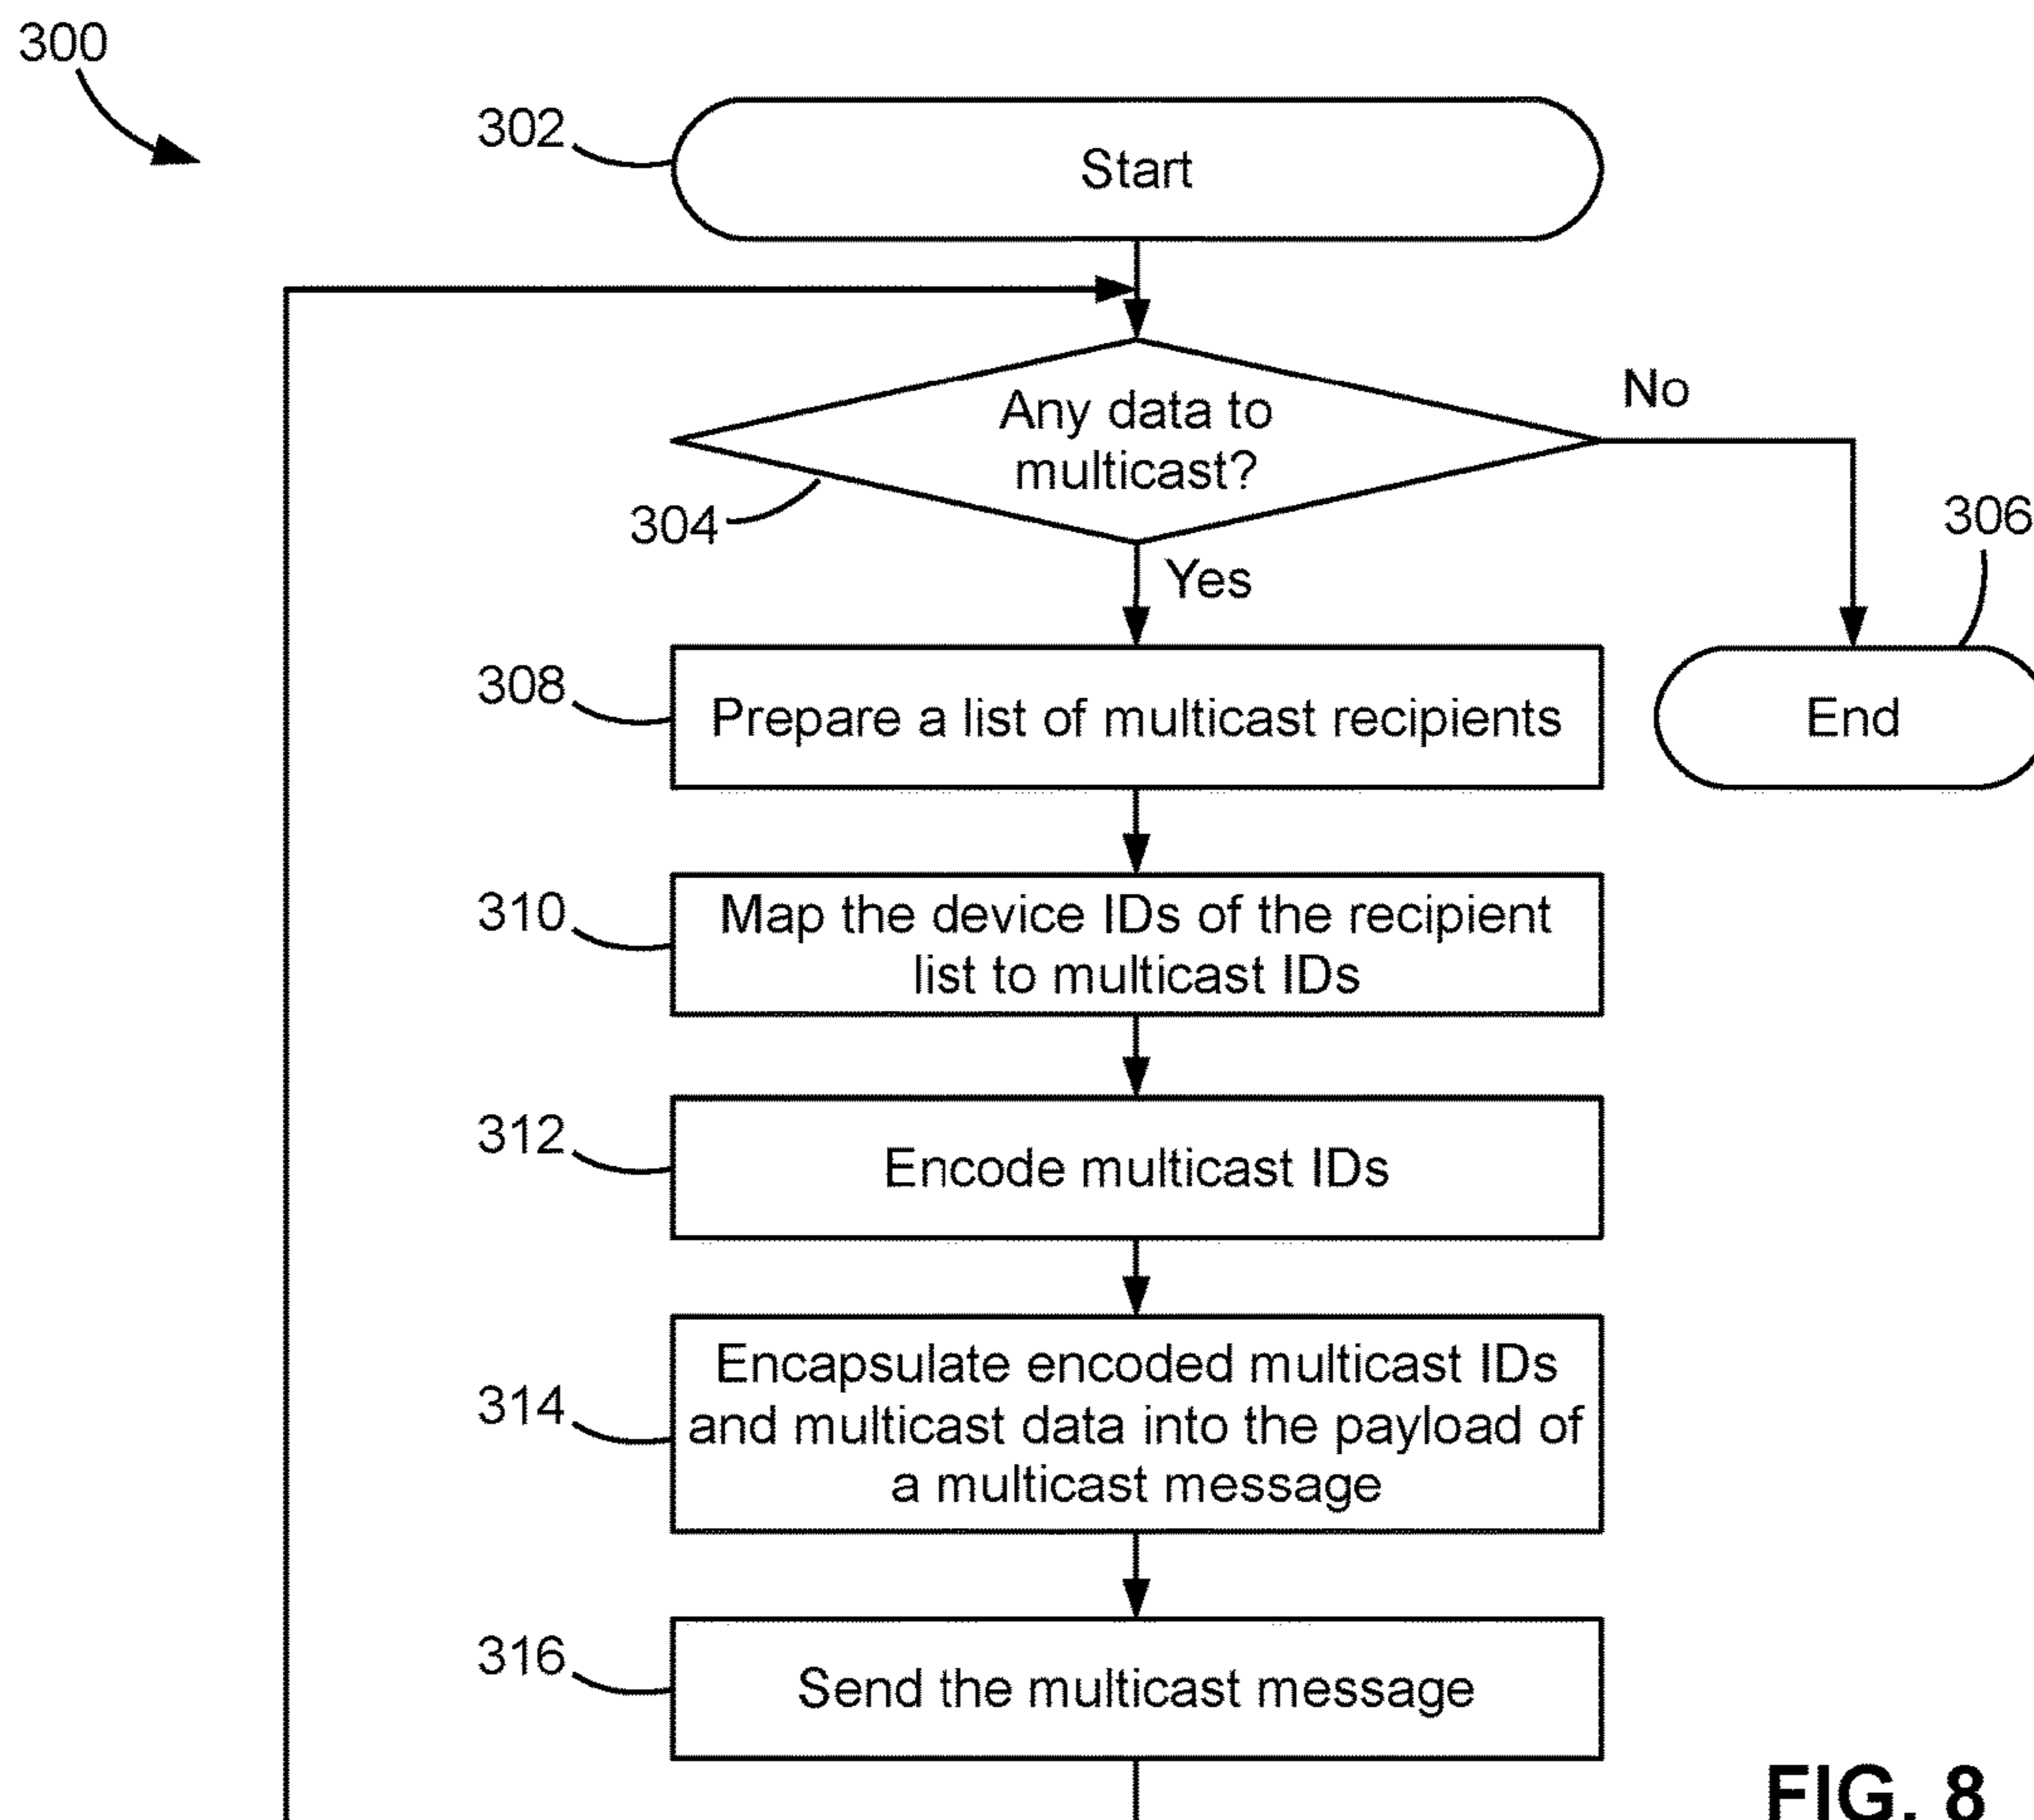 300
302
Start
Any data to
multicast?
No
304
Yes
306
308
Prepare a list of multicast recipients
End
310
Map the device IDs of the recipient
list to multicast IDs
312
Encode multicast IDs
314
Encapsulate encoded multicast IDs
and multicast data into the payload of
a multicast message
316
Send the multicast message
FIG. 8